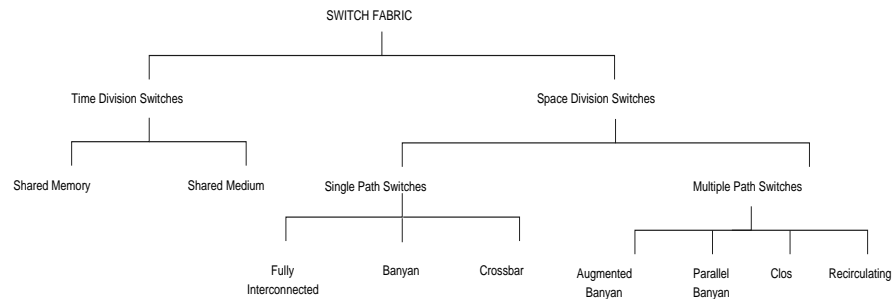 SWITCH FABRIC
Time Division Switches
Space Division Switches
Shared Memory
Shared Medium
Single Path Switches
Multiple Path Switches
Fully
Interconnected
Banyan
Crossbar
Augmented
Banyan
Parallel
Banyan
Clos
Recirculating